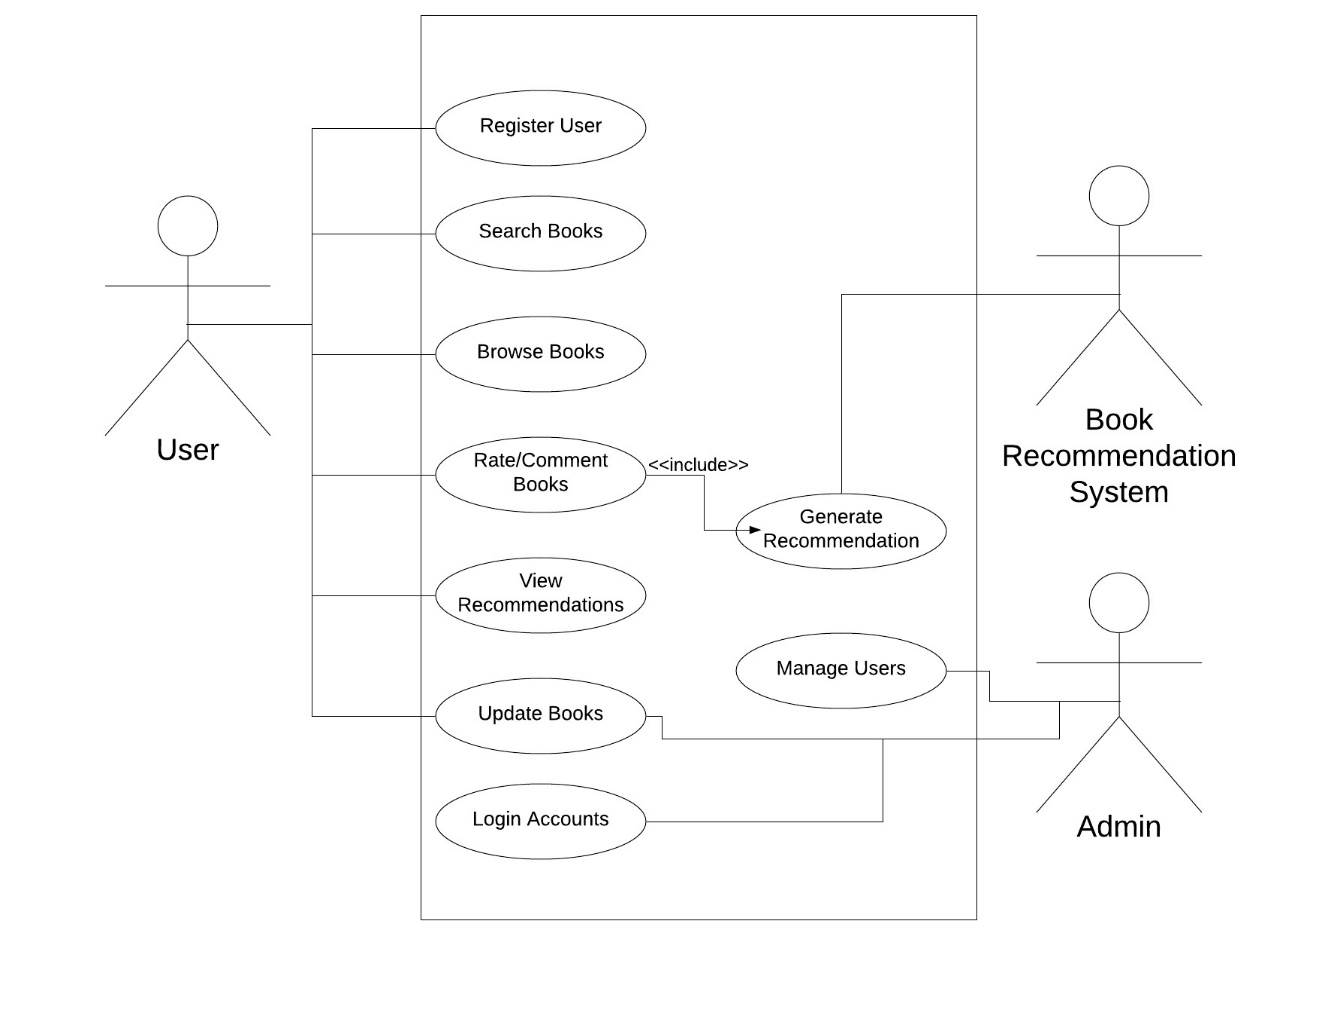 Register User
Search Books
Browse Books
Rate/Comment
Books
<<include>>
Generate
Recommendation
View
Recommendations
Manage Users
Update Books
Login Accounts
User
Book
Recommendation
System
Admin